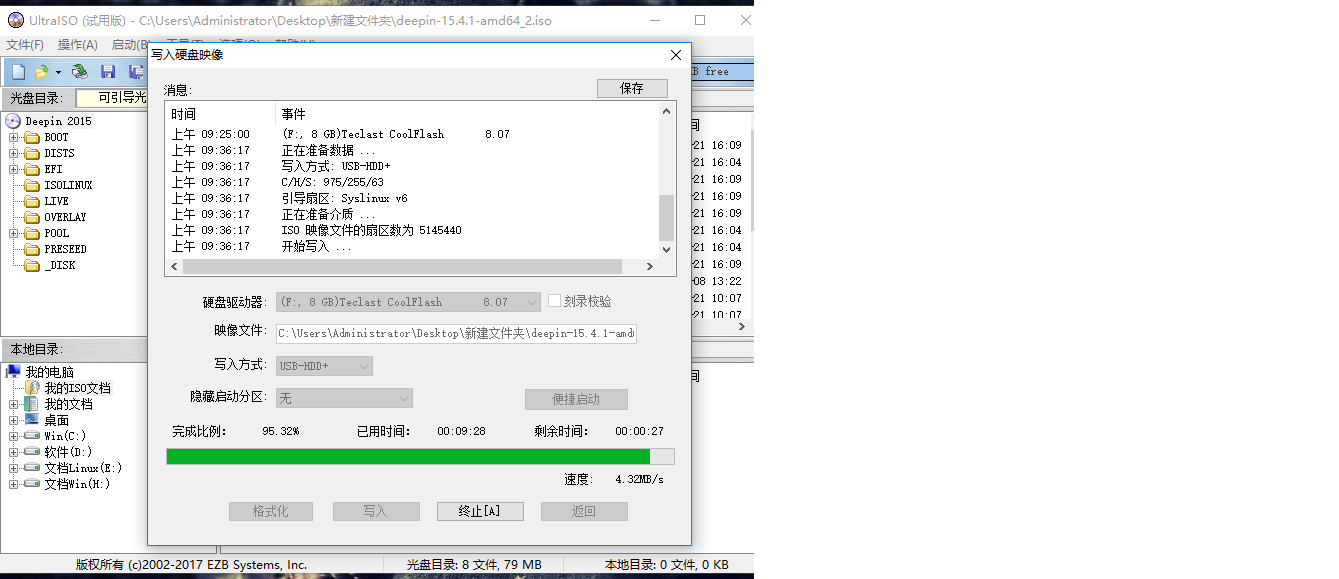 UltraISO (试用版) - C:\Users\Administrator\Desktop\新建文件夹\deepin-15.4.1-amd64_2.iso
文件(F) 操作(A) 启动(B)
写入硬盘映像
B free
光盘目录: 可引导光
消息: 保存
时间 事件
上午 09:25:00 (F:, 8 GB)Teclast CoolFlash 8.07
上午 09:36:17 正在准备数据 ...
上午 09:36:17 写入方式: USB-HDD+
上午 09:36:17 C/H/S: 975/255/63
上午 09:36:17 引导扇区: Syslinux v6
上午 09:36:17 正在准备介质 ...
上午 09:36:17 ISO 映像文件的扇区数为 5145440
上午 09:36:17 开始写入 ...
Deepin 2015
BOOT
DISTS
EFI
ISOLINUX
LIVE
OVERLAY
POOL
PRESEED
_DISK
间
-21 16:09
-21 16:04
-21 16:09
-21 16:09
-21 16:09
-21 16:04
-21 16:04
-21 16:09
-08 13:22
-21 10:07
-21 10:07
硬盘驱动器: (F:, 8 GB)Teclast CoolFlash 8.07 刻录校验
映像文件: C:\Users\Administrator\Desktop\新建文件夹\deepin-15.4.1-amd
写入方式: USB-HDD+
隐藏启动分区: 无 便捷启动
完成比例: 95.32% 已用时间: 00:09:28 剩余时间: 00:00:27
速度: 4.32MB/s
格式化 写入 终止[A] 返回
本地目录:
间
我的电脑
我的ISO文档
我的文档
桌面
Win(C:)
软件(D:)
文档Linux(E:)
文档Win(H:)
版权所有 (c)2002-2017 EZB Systems, Inc. 光盘目录: 8 文件, 79 MB 本地目录: 0 文件, 0 KB